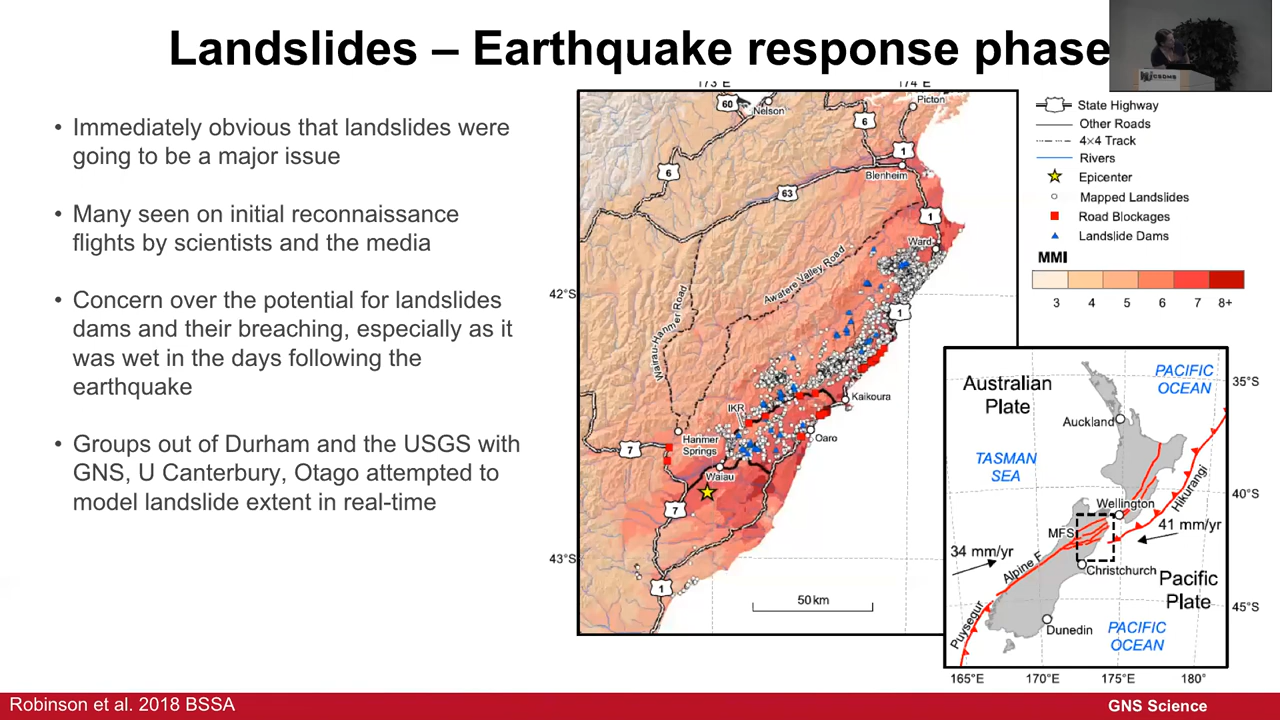 Landslides – Earthquake response phase
• Immediately obvious that landslides were
going to be a major issue
• Many seen on initial reconnaissance
flights by scientists and the media
• Concern over the potential for landslides
dams and their breaching, especially as it
was wet in the days following the
earthquake
• Groups out of Durham and the USGS with
GNS, U Canterbury, Otago attempted to
model landslide extent in real-time
173°E
174°E
60
Nelson
Picton
6
1
Blenheim
6
63
1
Ward
Awatere Valley Road
Wairau-Hanmer Road
42°S
1
IKR
Kaikoura
Hanmer
Springs
Oaro
7
Waiau
7
43°S
1
50 km
State Highway
Other Roads
4×4 Track
Rivers
Epicenter
Mapped Landslides
Road Blockages
Landslide Dams
MMI
3 4 5 6 7 8+
Australian
Plate
PACIFIC
OCEAN
35°S
Auckland
TASMAN
SEA
Hikurangi
40°S
Wellington
MFS
41 mm/yr
34 mm/yr
Alpine F
Christchurch
Pacific
Plate
Puysegur
45°S
Dunedin
PACIFIC
OCEAN
165°E 170°E 175°E 180°
CSDMS
Robinson et al. 2018 BSSA
GNS Science